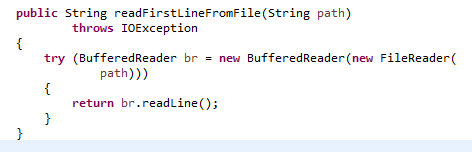 public String readFirstLineFromFile(String path)
        throws IOException
{
    try (BufferedReader br = new BufferedReader(new FileReader(
            path)))
    {
        return br.readLine();
    }
}